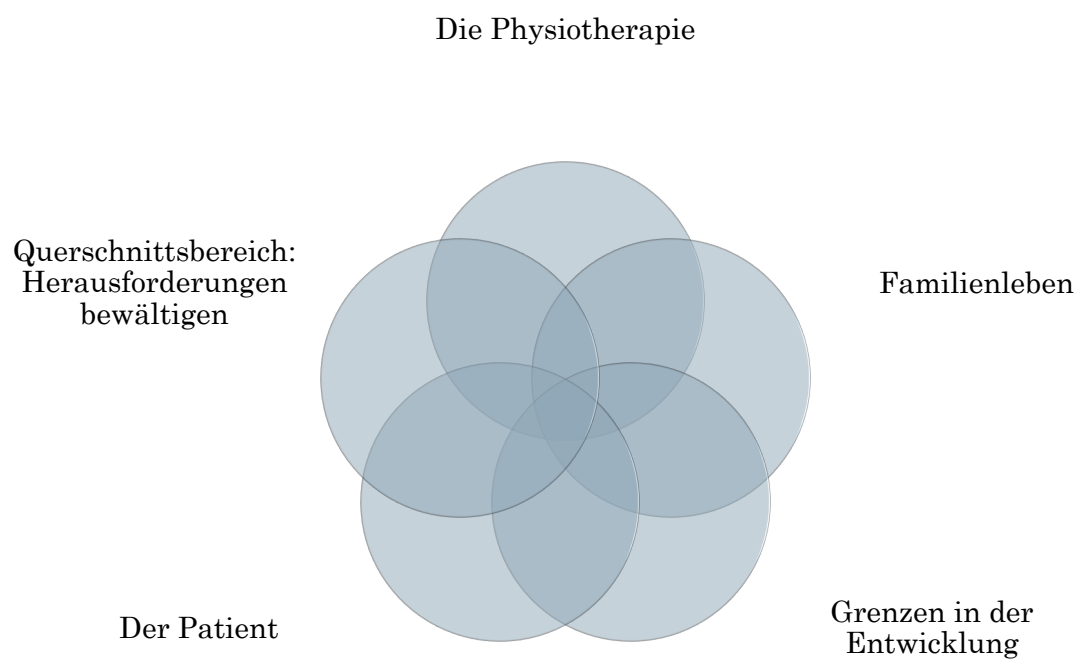 Die Physiotherapie
Querschnittsbereich:
Herausforderungen
bewältigen
Familienleben
Der Patient
Grenzen in der
Entwicklung